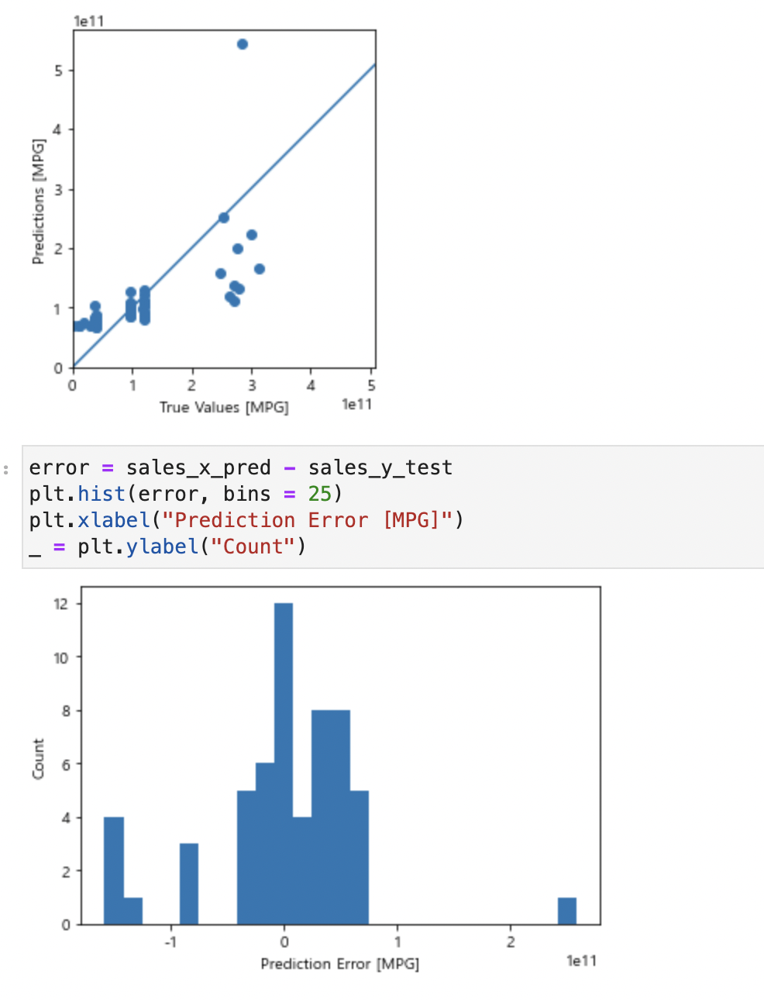 1e11
5
4
3
2
1
0
Predictions [MPG]
0 1 2 3 4 5
True Values [MPG] 1e11
:
error = sales_x_pred - sales_y_test
plt.hist(error, bins = 25)
plt.xlabel("Prediction Error [MPG]")
_ = plt.ylabel("Count")
12
10
8
6
4
2
0
Count
-1 0 1 2
Prediction Error [MPG] 1e11